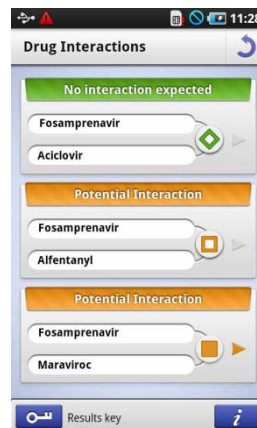 11:28
Drug Interactions
No interaction expected
Fosamprenavir
Aciclovir
Potential Interaction
Fosamprenavir
Alfentanyl
Potential Interaction
Fosamprenavir
Maraviroc
Results key
i